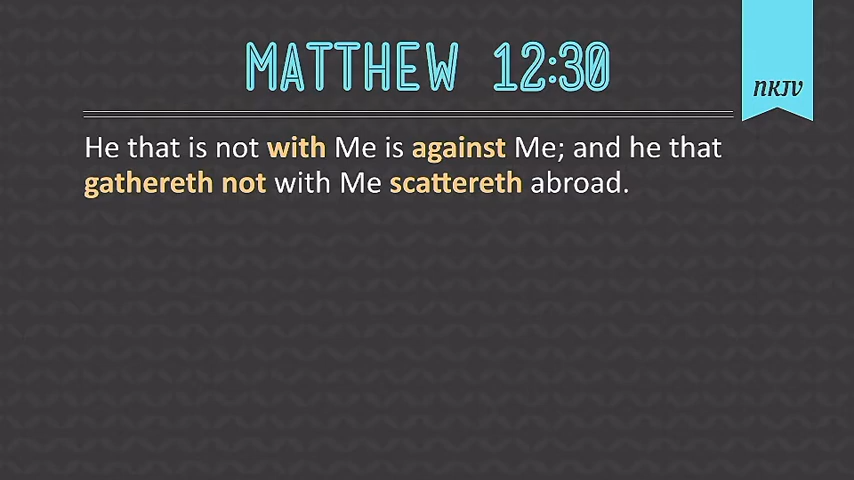 MATTHEW 12:30
NKJV
He that is not with Me is against Me; and he that
gathereth not with Me scattereth abroad.